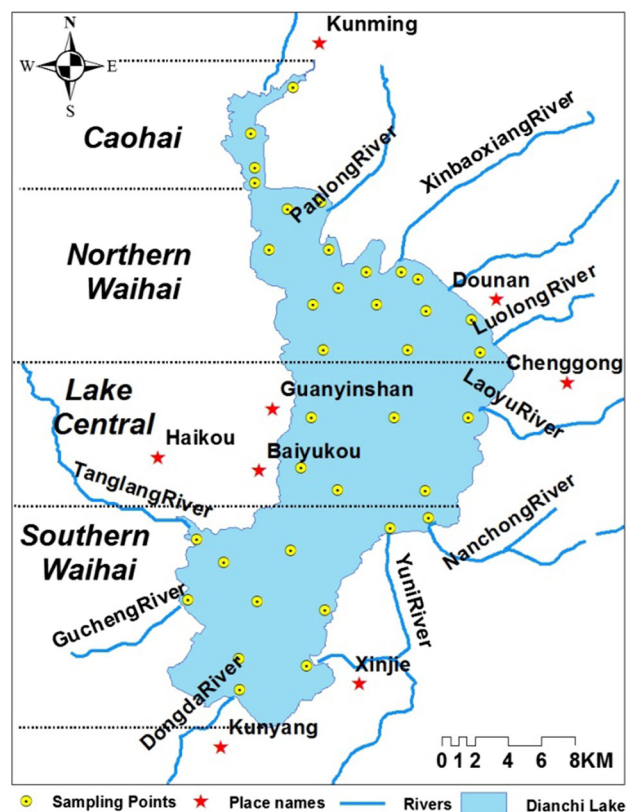 N
Kunming
W E
S
Caohai
PanlongRiver
XinbaoxiangRiver
Northern
Waihai
Dounan
LuolongRiver
Chenggong
Lake
Central
Guanyinshan
LaoyuRiver
Haikou
Baiyukou
TanglangRiver
Southern
Waihai
NanchongRiver
YuniRiver
GuchengRiver
Xinjie
DongdaRiver
Kunyang
0 1 2 4 6 8KM
Sampling Points Place names Rivers Dianchi Lake